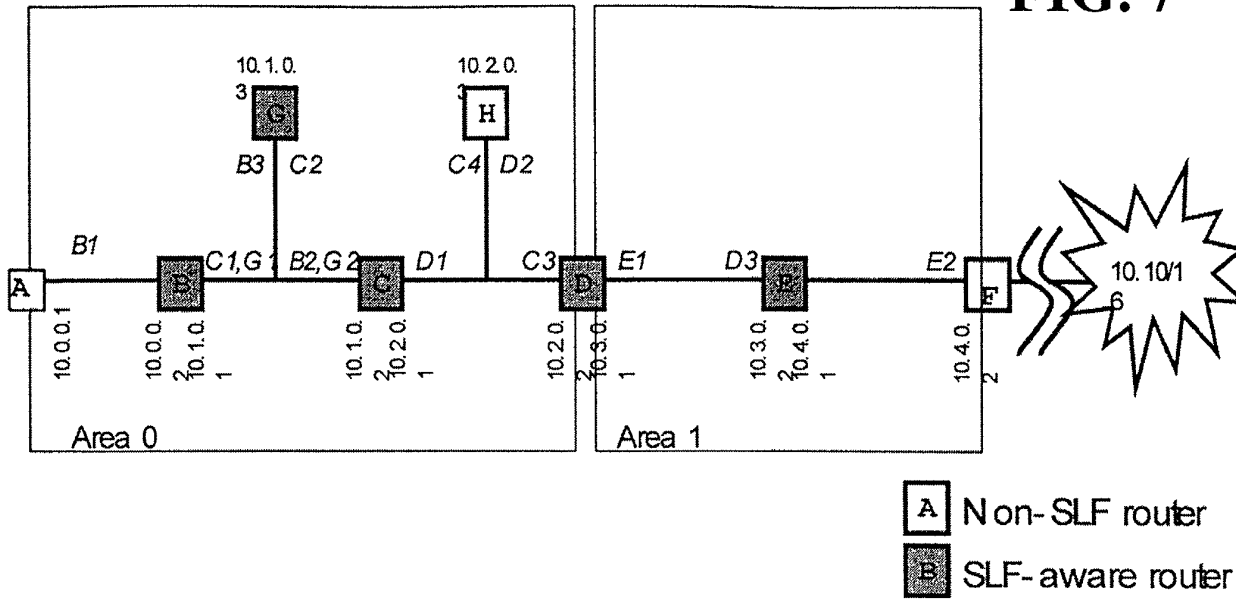 FIG. 7
10.1.0.
3
G
10.2.0.
3
H
B3
C2
C4
D2
B1
C1,G1
B2,G2
D1
C3
E1
D3
E2
A
B
C
D
E
F
10.10/1
6
10.0.0.1
10.0.0.
2
10.1.0.
1
10.1.0.
2
10.2.0.
1
10.2.0.
2
10.3.0.
1
10.3.0.
2
10.4.0.
1
10.4.0.
2
Area 0
Area 1
A Non-SLF router
B SLF-aware router